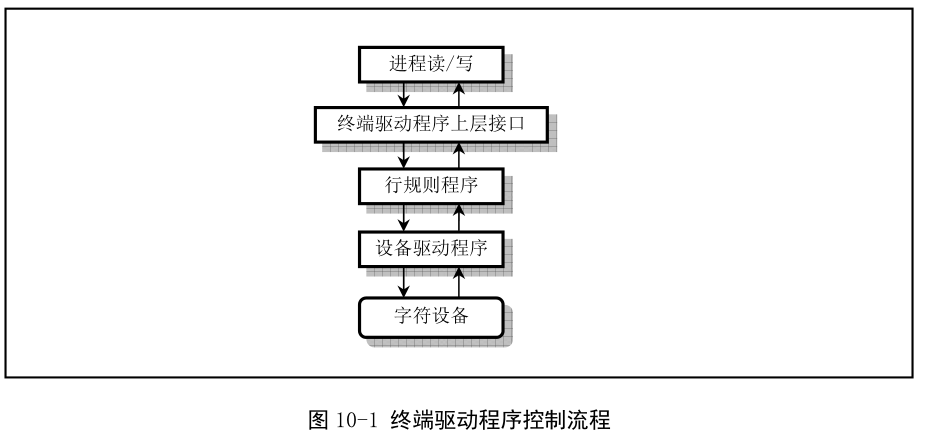 进程读/写
终端驱动程序上层接口
行规则程序
设备驱动程序
字符设备
图 10-1 终端驱动程序控制流程